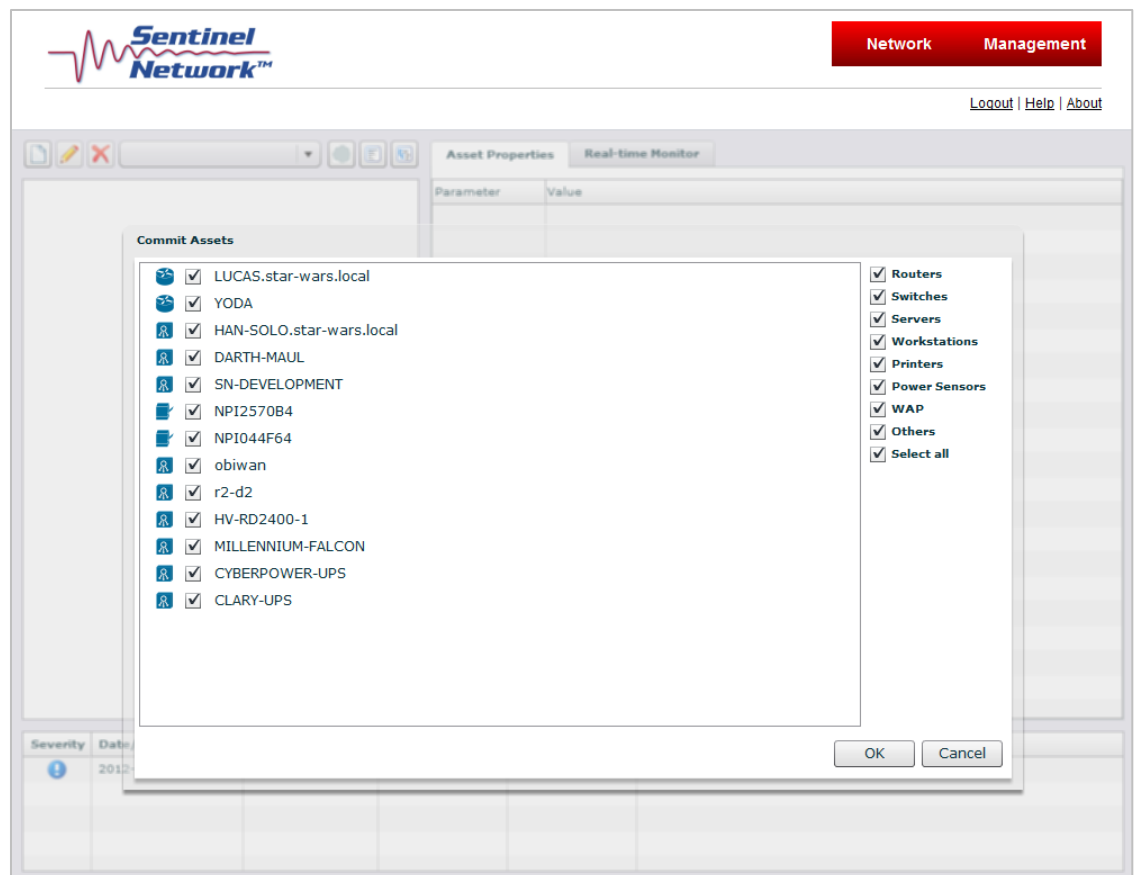 Sentinel
Network™
Network Management
Logout | Help | About
Asset Properties Real-time Monitor
Parameter Value
Commit Assets
LUCAS.star-wars.local
YODA
HAN-SOLO.star-wars.local
DARTH-MAUL
SN-DEVELOPMENT
NPI2570B4
NPI044F64
obiwan
r2-d2
HV-RD2400-1
MILLENNIUM-FALCON
CYBERPOWER-UPS
CLARY-UPS
Routers
Switches
Servers
Workstations
Printers
Power Sensors
WAP
Others
Select all
OK Cancel
Severity Date/
2012-